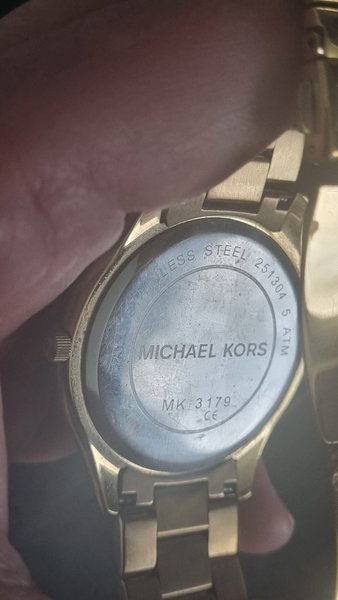 LESS STEEL 251304 5 ATM
MICHAEL KORS
MK 3179
CE